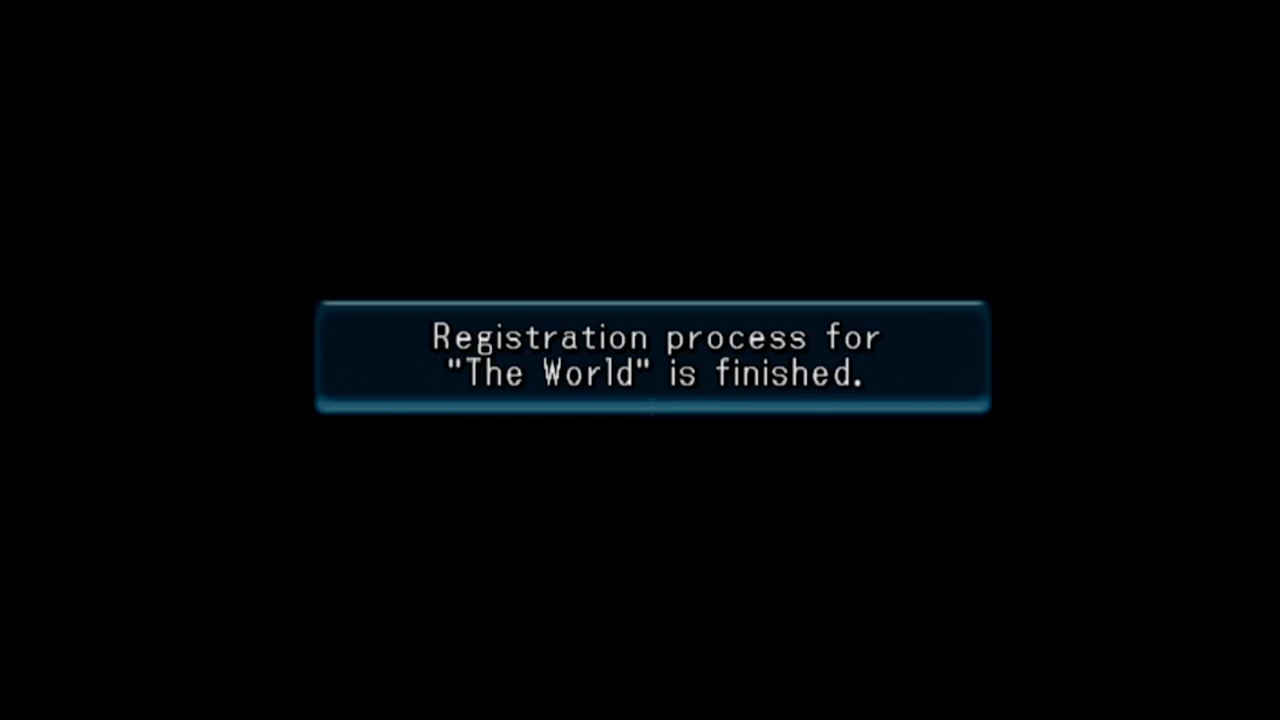 Registration process for
"The World" is finished.